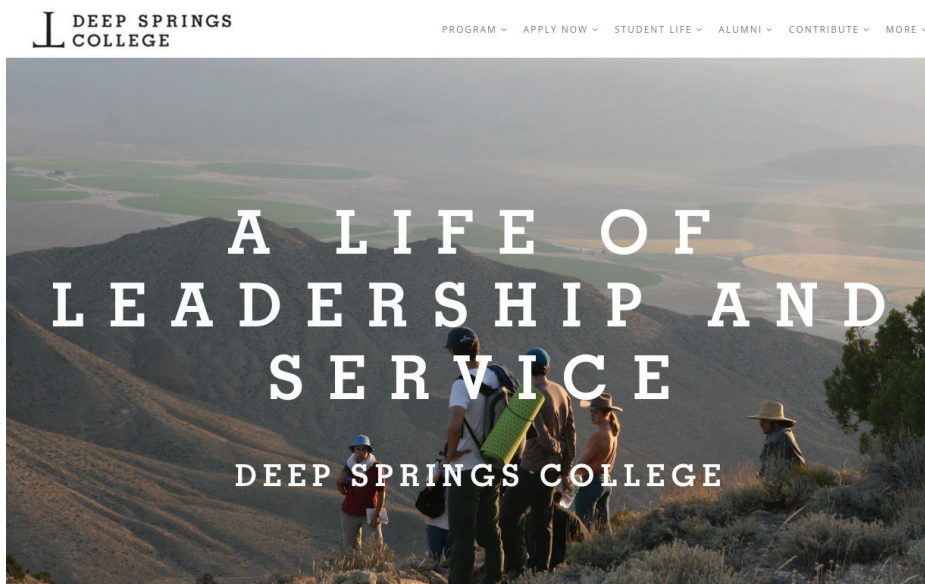 DEEP SPRINGS
COLLEGE
PROGRAM APPLY NOW STUDENT LIFE ALUMNI CONTRIBUTE MORE
A LIFE OF
LEADERSHIP AND
SERVICE
DEEP SPRINGS COLLEGE